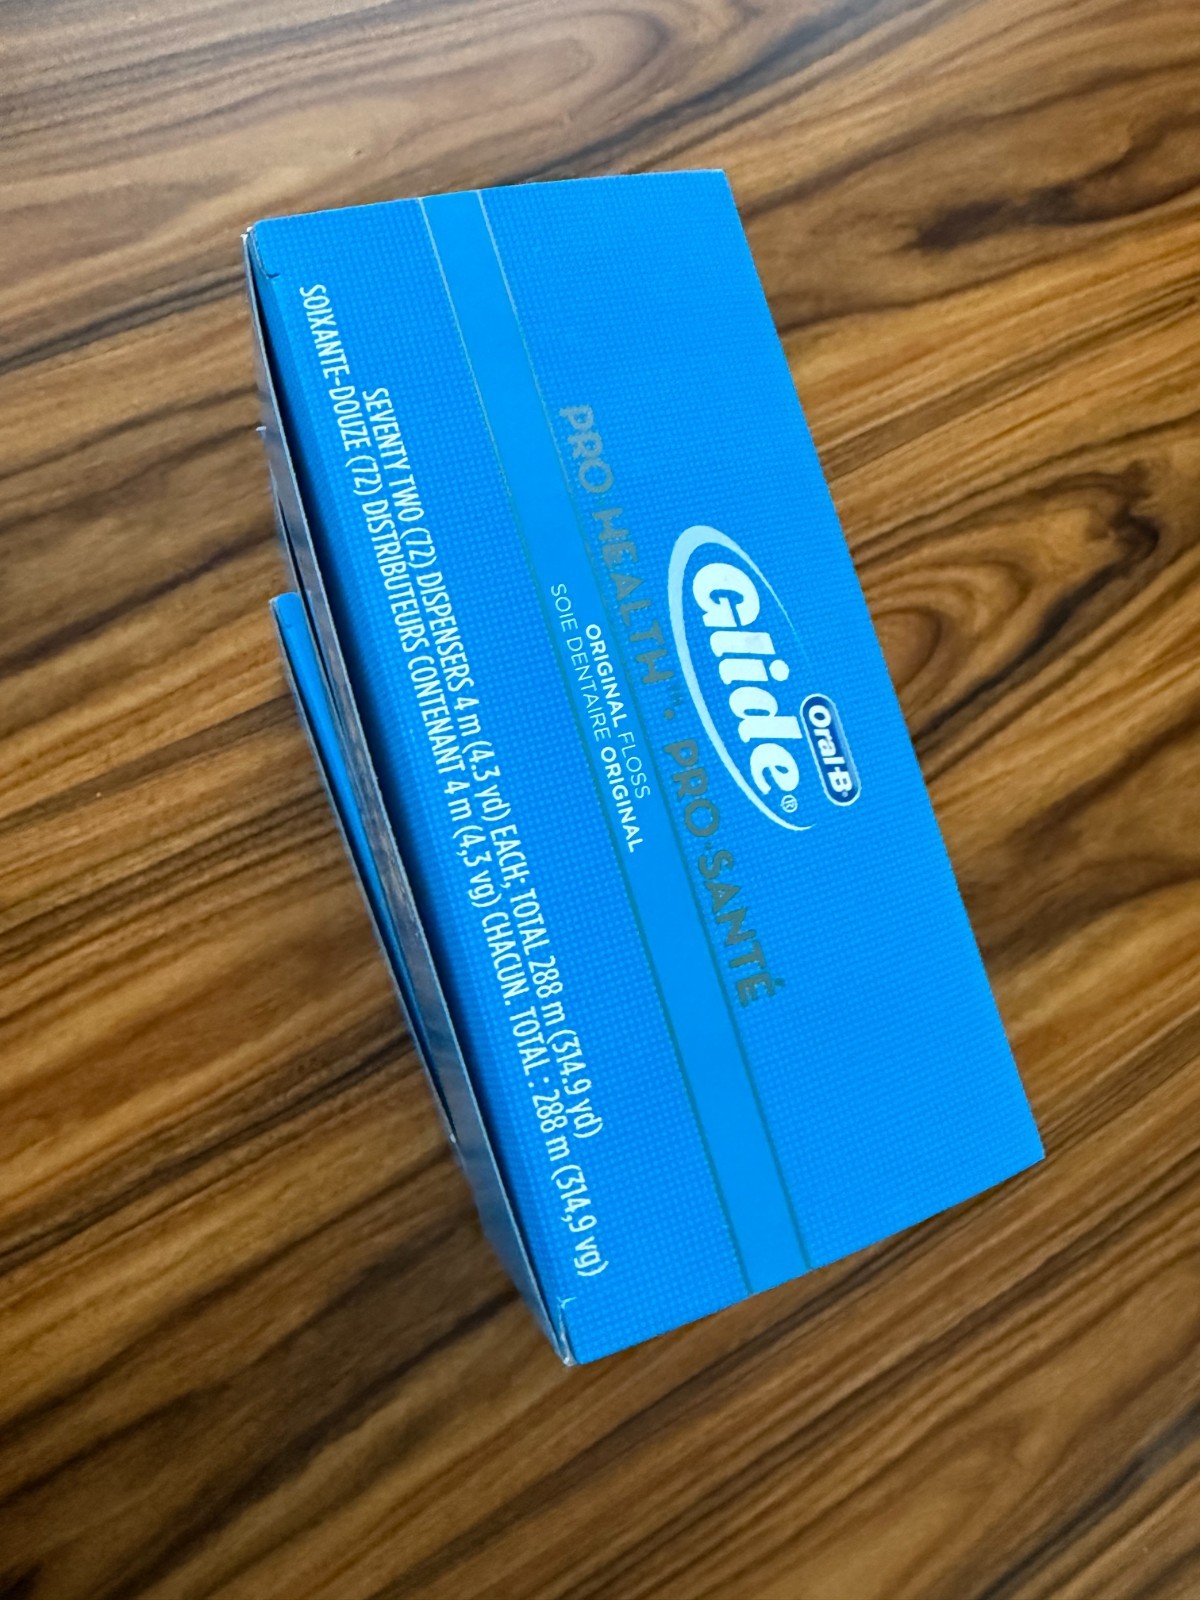 Oral-B
Glide®
PRO-HEALTH™. PRO-SANTÉ
ORIGINAL FLOSS
SOIE DENTAIRE ORIGINAL
SEVENTY TWO (72) DISPENSERS 4 m (4.3 yd) EACH; TOTAL 288 m (314.9 yd)
SOIXANTE-DOUZE (72) DISTRIBUTEURS CONTENANT 4 m (4,3 vg) CHACUN. TOTAL : 288 m (314,9 vg)